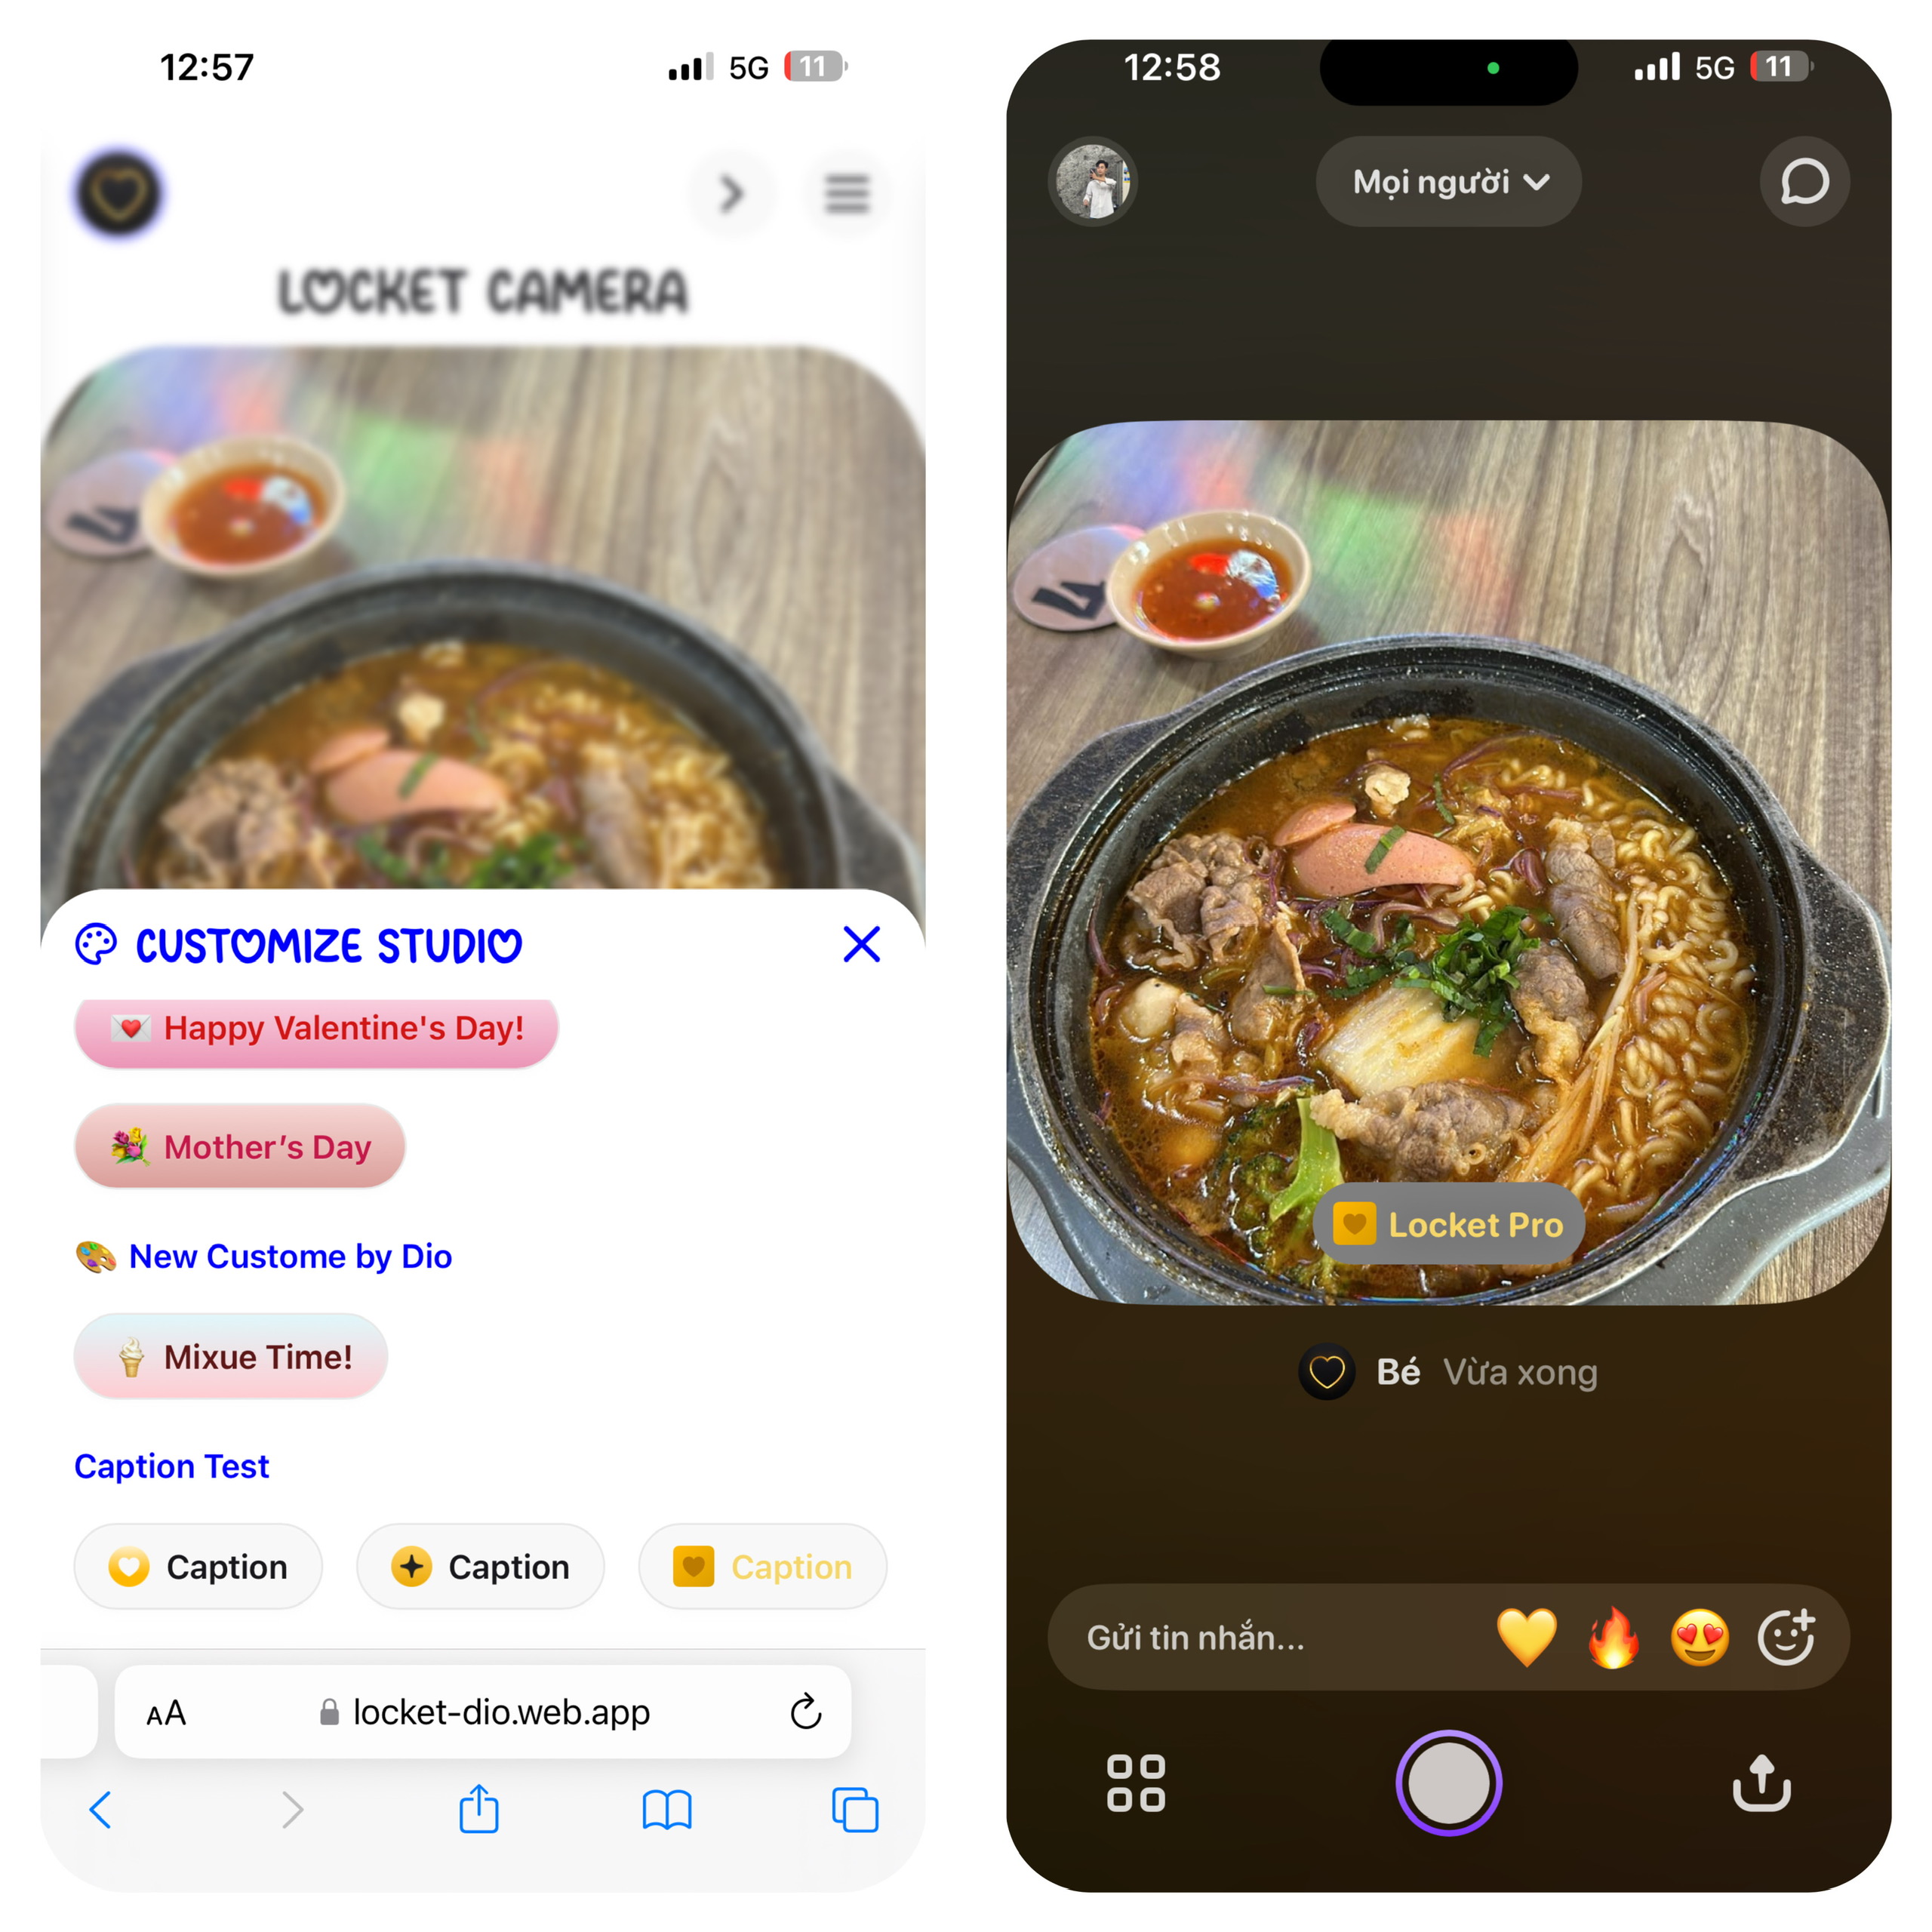 12:57
5G
11
LOCKET CAMERA
CUSTOMIZE STUDIO
Happy Valentine's Day!
Mother’s Day
New Custome by Dio
Mixue Time!
Caption Test
Caption
Caption
Caption
AA
locket-dio.web.app
12:58
5G
11
Mọi người
Locket Pro
Bé Vừa xong
Gửi tin nhắn...